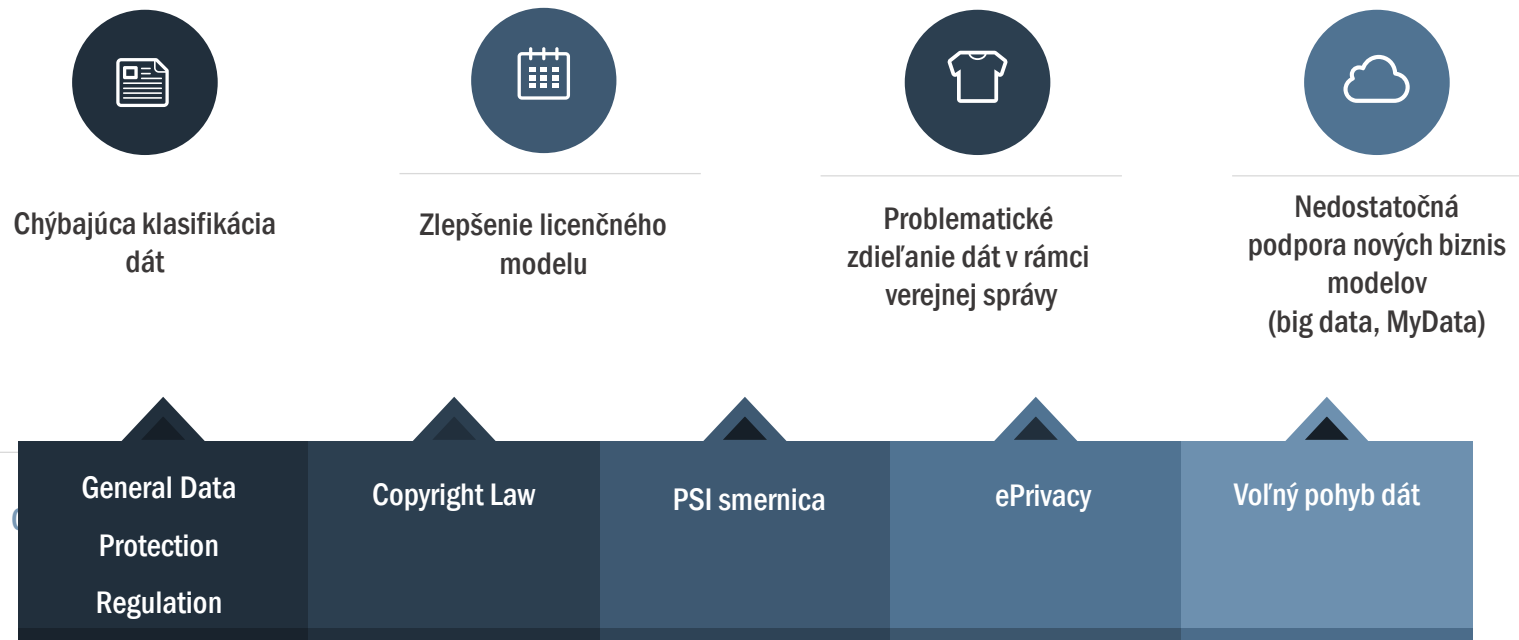 Chýbajúca klasifikácia
dát
Zlepšenie licenčného
modelu
Problematické
zdieľanie dát v rámci
verejnej správy
Nedostatočná
podpora nových biznis
modelov
(big data, MyData)
General Data
Protection
Regulation
Copyright Law
PSI smernica
ePrivacy
Voľný pohyb dát